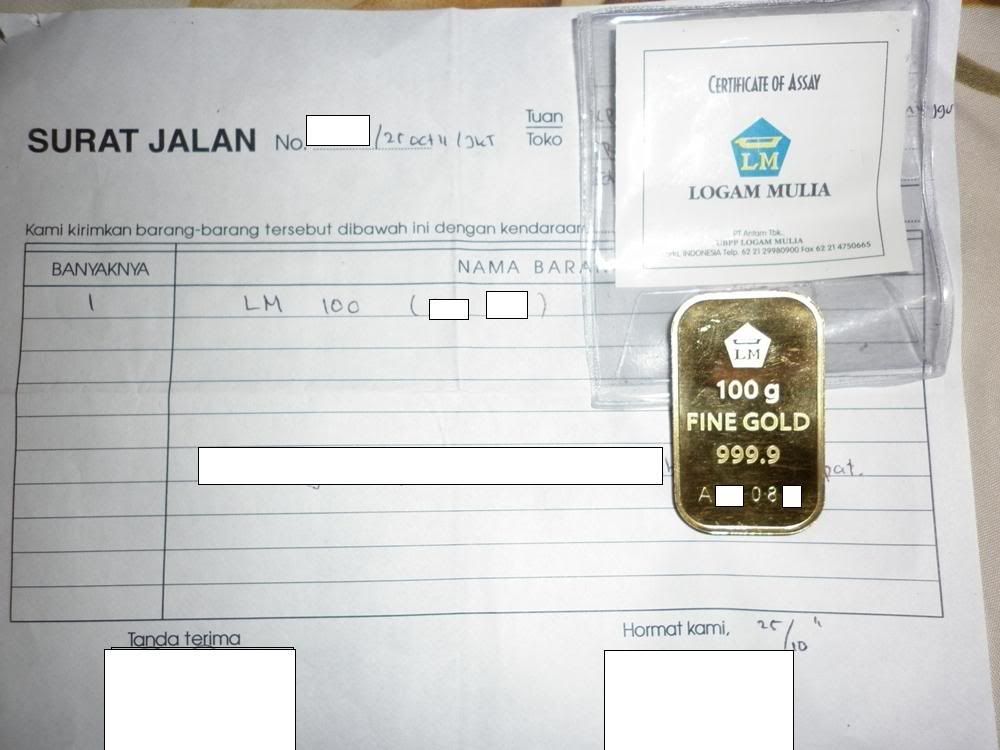 CERTIFICATE OF ASSAY
LM
LOGAM MULIA
PT Antam Tbk.
UBPP LOGAM MULIA
INDONESIA Telp. 62 21 29980900 Fax 62 21 4750665
SURAT JALAN No. /25 Oct 11 / JKT
Tuan
Toko
Kami kirimkan barang-barang tersebut dibawah ini dengan kendaraan
BANYAKNYA NAMA BARAN
1 LM 100 ( )
LM
100 g
FINE GOLD
999.9
A 08
pat.
Tanda terima
Hormat kami, 25/10 11